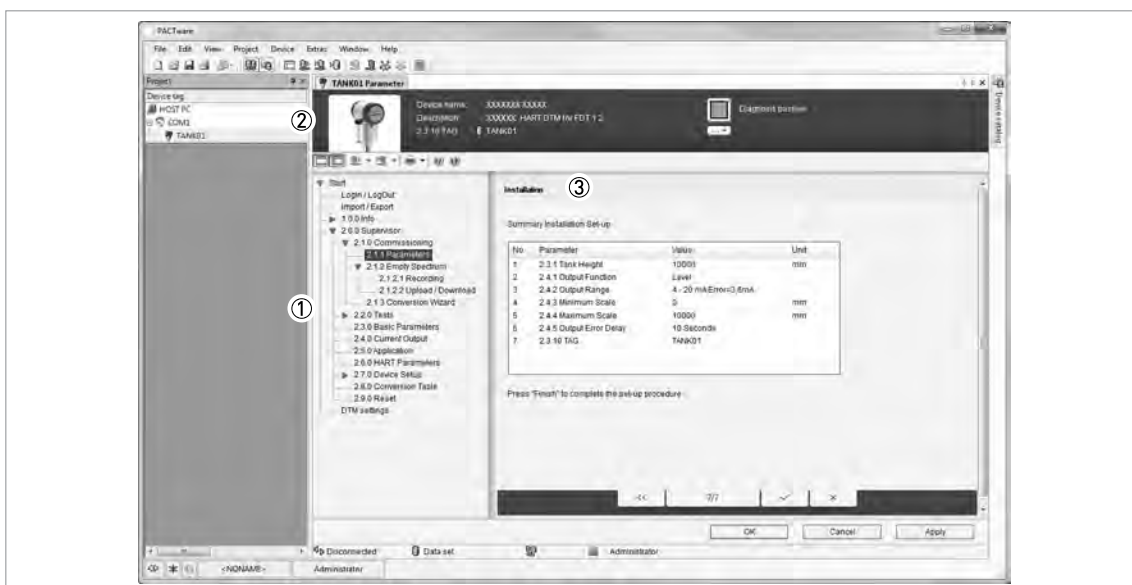 PACTware
File Edit View Project Device Extras Window Help
Project
TANK01 Parameter
Device tag
HOST PC
COM1
TANK01
②
Device name: XXXXXXX XXXXX
Description: XXXXXX HART DTM
2.3.10 TAG TANK01
Diagnosis position
Device catalog
Start
Login / LogOut
Import / Export
1.0.0 Info
2.0.0 Supervisor
2.1.0 Commissioning
2.1.1 Parameters
2.1.2 Empty Spectrum
2.1.2.1 Recording
2.1.2.2 Upload / Download
2.1.3 Conversion Wizard
①
2.2.0 Tests
2.3.0 Basic Parameters
2.4.0 Current Output
2.5.0 Application
2.6.0 HART Parameters
2.7.0 Device Setup
2.8.0 Conversion Table
2.9.0 Reset
DTM settings
Installation ③
Summary Installation Set-up
No Parameter Value Unit
1 2.3.1 Tank Height 10000 mm
2 2.4.1 Output Function Level
3 2.4.2 Output Range 4 - 20 mA Error=3,6mA
4 2.4.3 Minimum Scale 0 mm
5 2.4.4 Maximum Scale 10000 mm
6 2.4.5 Output Error Delay 10 Seconds
7 2.3.10 TAG TANK01
Press "Finish" to complete the set-up procedure
<< 7/7
OK Cancel Apply
Disconnected Data set Administrator
<NONAME> Administrator